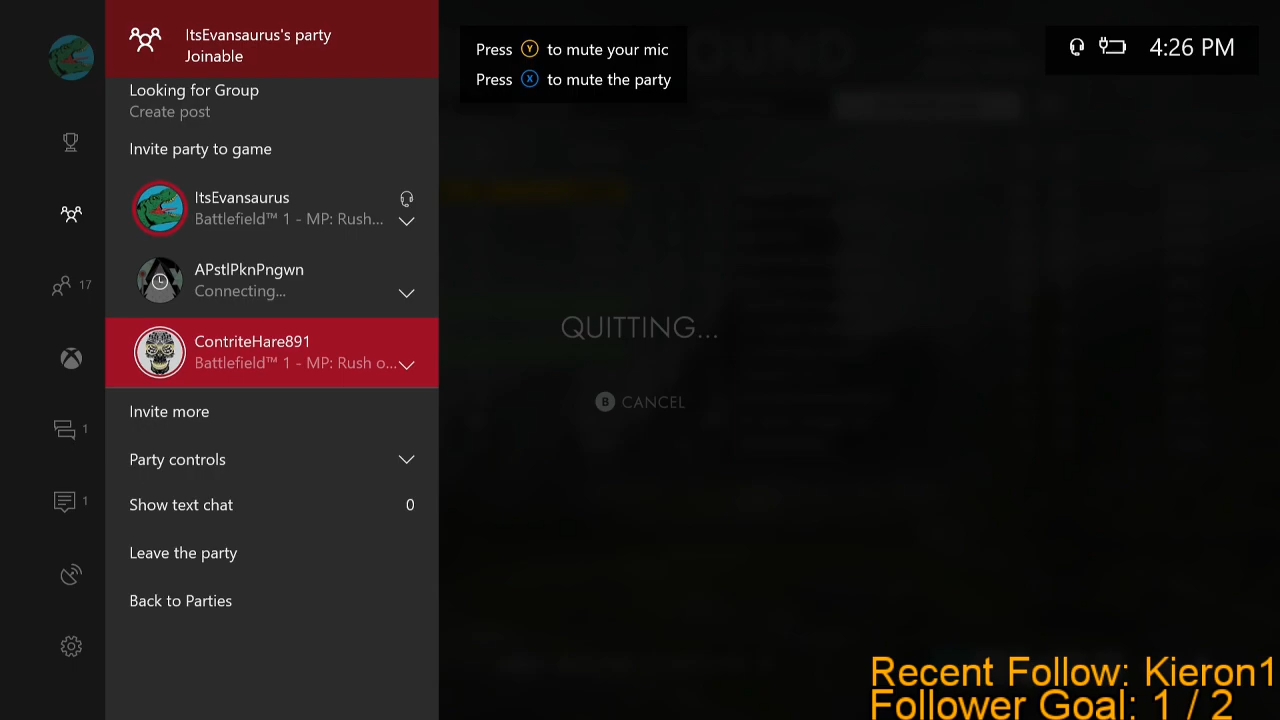 ItsEvansaurus's party
Joinable
Looking for Group
Create post
Invite party to game
ItsEvansaurus
Battlefield™ 1 - MP: Rush...
APstlPknPngwn
Connecting...
ContriteHare891
Battlefield™ 1 - MP: Rush o...
Invite more
Party controls
Show text chat 0
Leave the party
Back to Parties
17
1
1
Press Y to mute your mic
Press X to mute the party
4:26 PM
QUITTING...
B CANCEL
Recent Follow: Kieron1
Follower Goal: 1 / 2